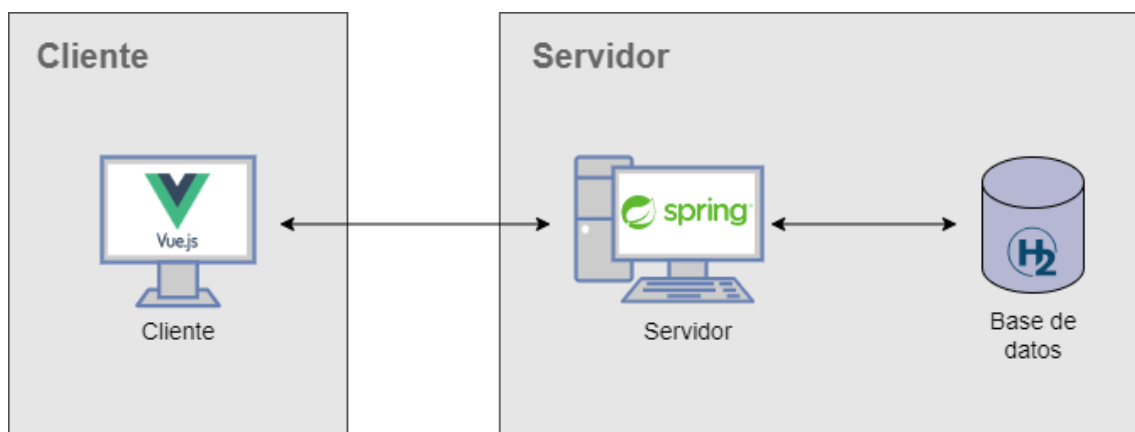 Cliente
Servidor
Vue.js
spring
H2
Cliente
Servidor
Base de
datos